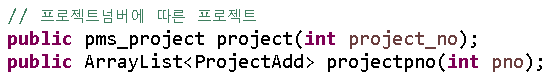 // 프로젝트넘버에 따른 프로젝트
public pms_project project(int project_no);
public ArrayList<ProjectAdd> projectpno(int pno);